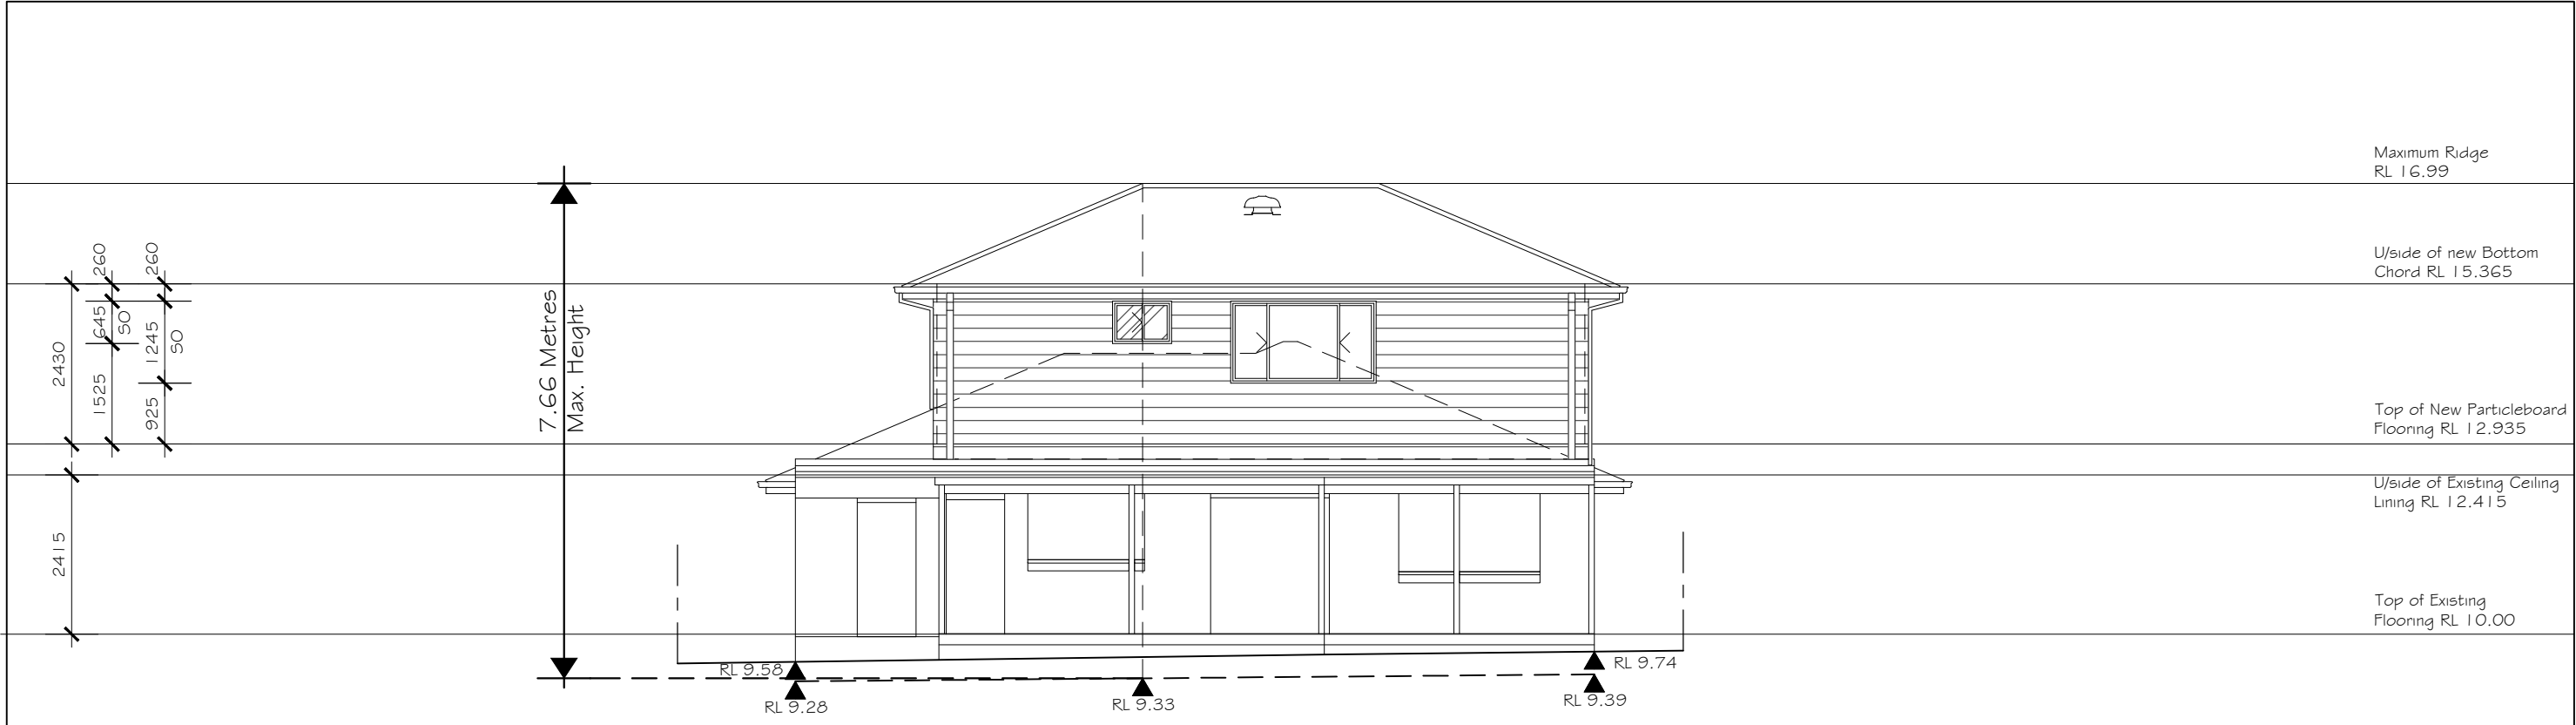 Maximum Ridge
RL 16.99
U/side of new Bottom
Chord RL 15.365
Top of New Particleboard
Flooring RL 12.935
U/side of Existing Ceiling
Lining RL 12.415
Top of Existing
Flooring RL 10.00
260
260
645
50
1245
50
2430
1525
925
2415
7.66 Metres
Max. Height
RL 9.58
RL 9.28
RL 9.33
RL 9.74
RL 9.39